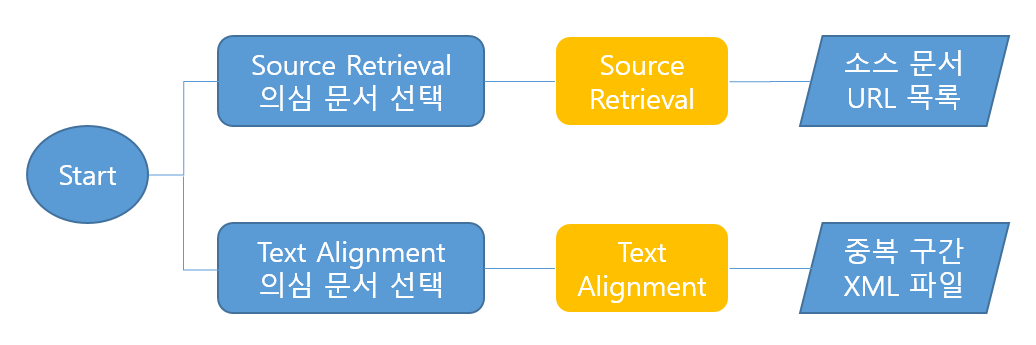 Start
Source Retrieval
의심 문서 선택
Source
Retrieval
소스 문서
URL 목록
Text Alignment
의심 문서 선택
Text
Alignment
중복 구간
XML 파일